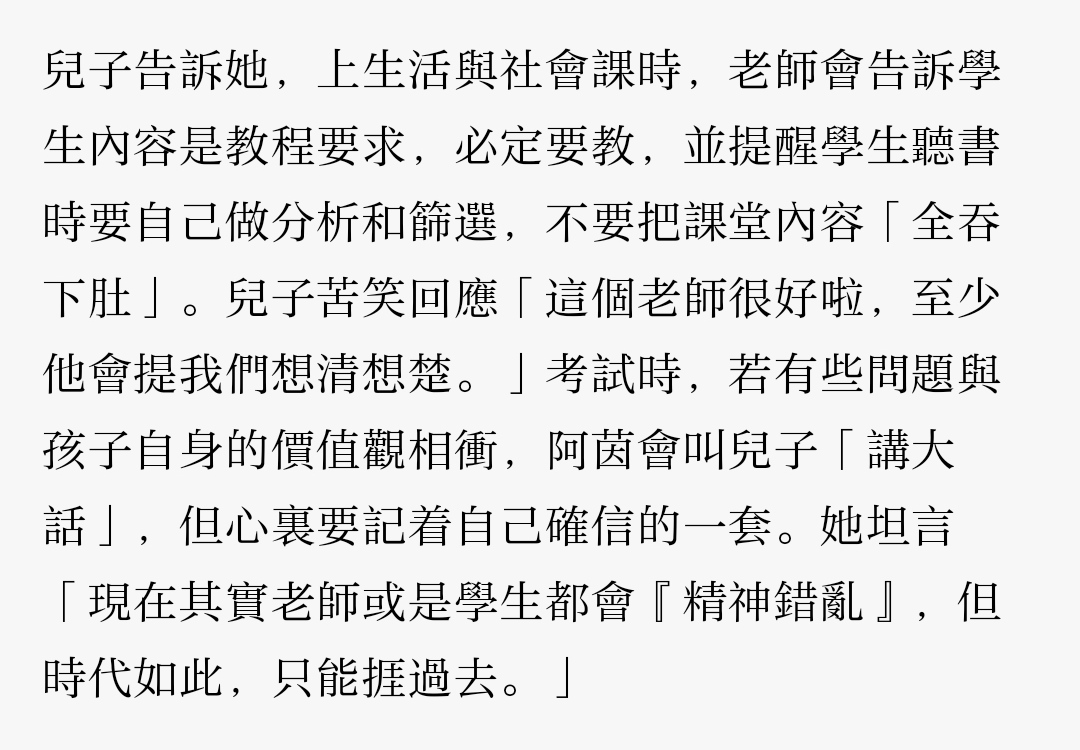 兒子告訴她，上生活與社會課時，老師會告訴學
生內容是教程要求，必定要教，並提醒學生聽書
時要自己做分析和篩選，不要把課堂內容「全吞
下肚」。兒子苦笑回應「這個老師很好啦，至少
他會提我們想清想楚。」考試時，若有些問題與
孩子自身的價值觀相衝，阿茵會叫兒子「講大
話」，但心裏要記着自己確信的一套。她坦言
「現在其實老師或是學生都會『精神錯亂』，但
時代如此，只能捱過去。」